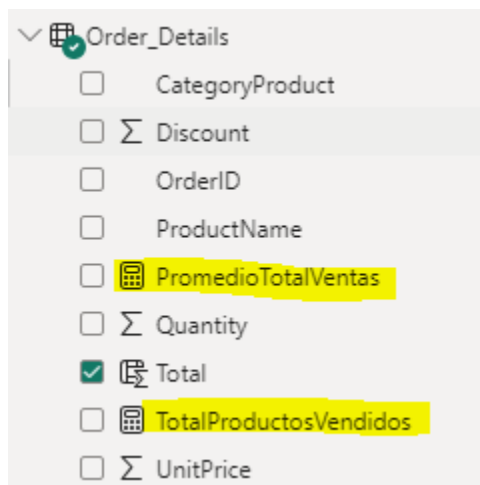 Order_Details
CategoryProduct
Discount
OrderID
ProductName
PromedioTotalVentas
Quantity
Total
TotalProductosVendidos
UnitPrice